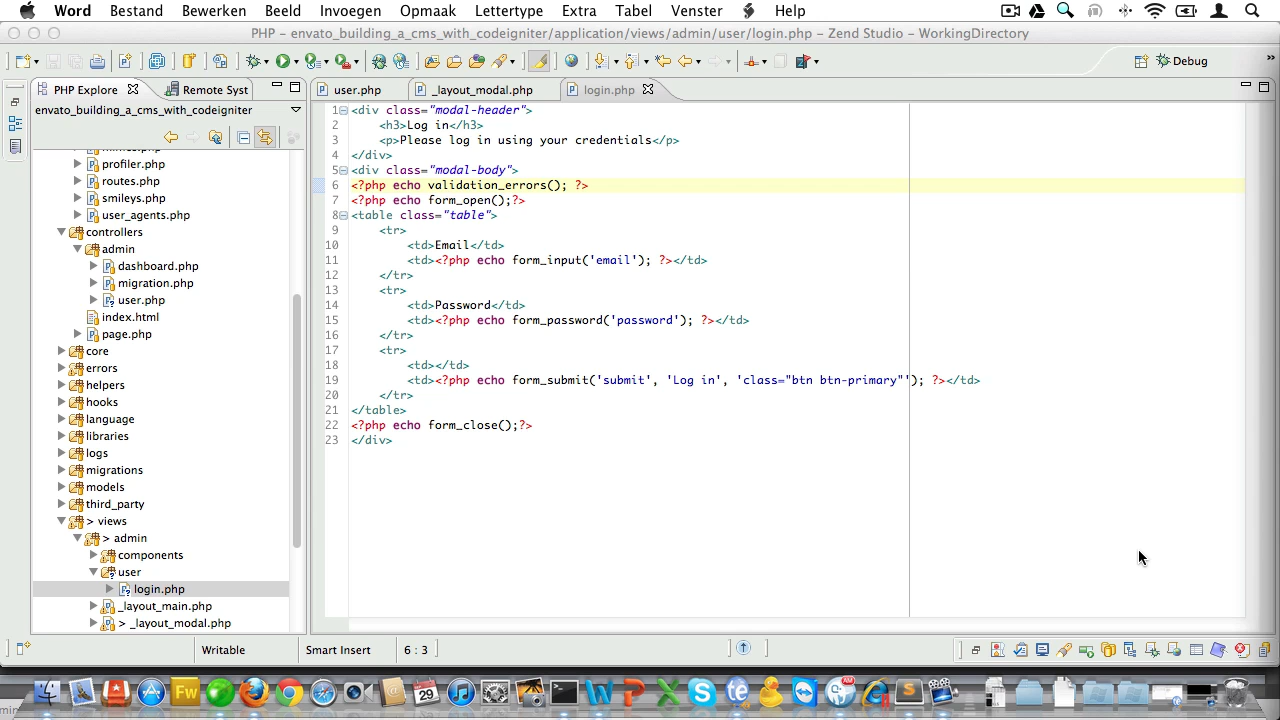 Word Bestand Bewerken Beeld Invoegen Opmaak Lettertype Extra Tabel Venster Help
PHP - envato_building_a_cms_with_codeigniter/application/views/admin/user/login.php - Zend Studio - WorkingDirectory
Debug
PHP Explore
Remote Syst
user.php
_layout_modal.php
login.php
envato_building_a_cms_with_codeigniter
profiler.php
routes.php
smileys.php
user_agents.php
controllers
admin
dashboard.php
migration.php
user.php
index.html
page.php
core
errors
helpers
hooks
language
libraries
logs
migrations
models
third_party
> views
> admin
components
user
login.php
_layout_main.php
> _layout_modal.php
1 <div class="modal-header">
2 <h3>Log in</h3>
3 <p>Please log in using your credentials</p>
4 </div>
5 <div class="modal-body">
6 <?php echo validation_errors(); ?>
7 <?php echo form_open();?>
8 <table class="table">
9 <tr>
10 <td>Email</td>
11 <td><?php echo form_input('email'); ?></td>
12 </tr>
13 <tr>
14 <td>Password</td>
15 <td><?php echo form_password('password'); ?></td>
16 </tr>
17 <tr>
18 <td></td>
19 <td><?php echo form_submit('submit', 'Log in', 'class="btn btn-primary"'); ?></td>
20 </tr>
21 </table>
22 <?php echo form_close();?>
23 </div>
Writable
Smart Insert
6 : 3
Fw
29